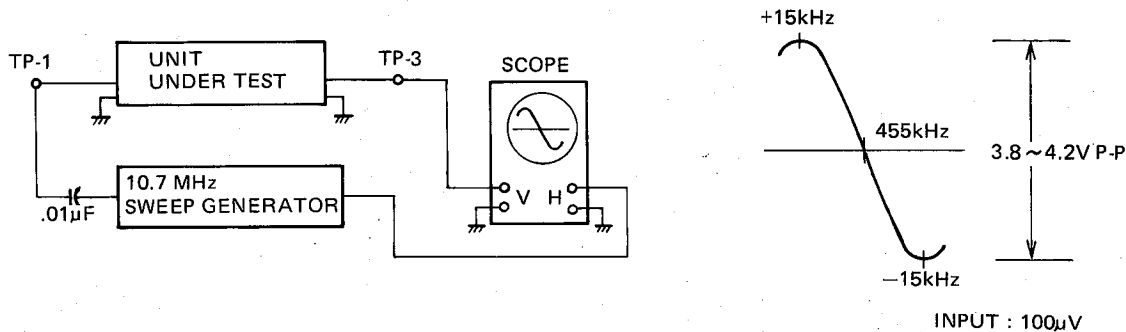 TP-1
UNIT
UNDER TEST
TP-3
SCOPE
V H
10.7 MHz
SWEEP GENERATOR
.01µF
+15kHz
455kHz
3.8~4.2V P-P
−15kHz
INPUT : 100µV